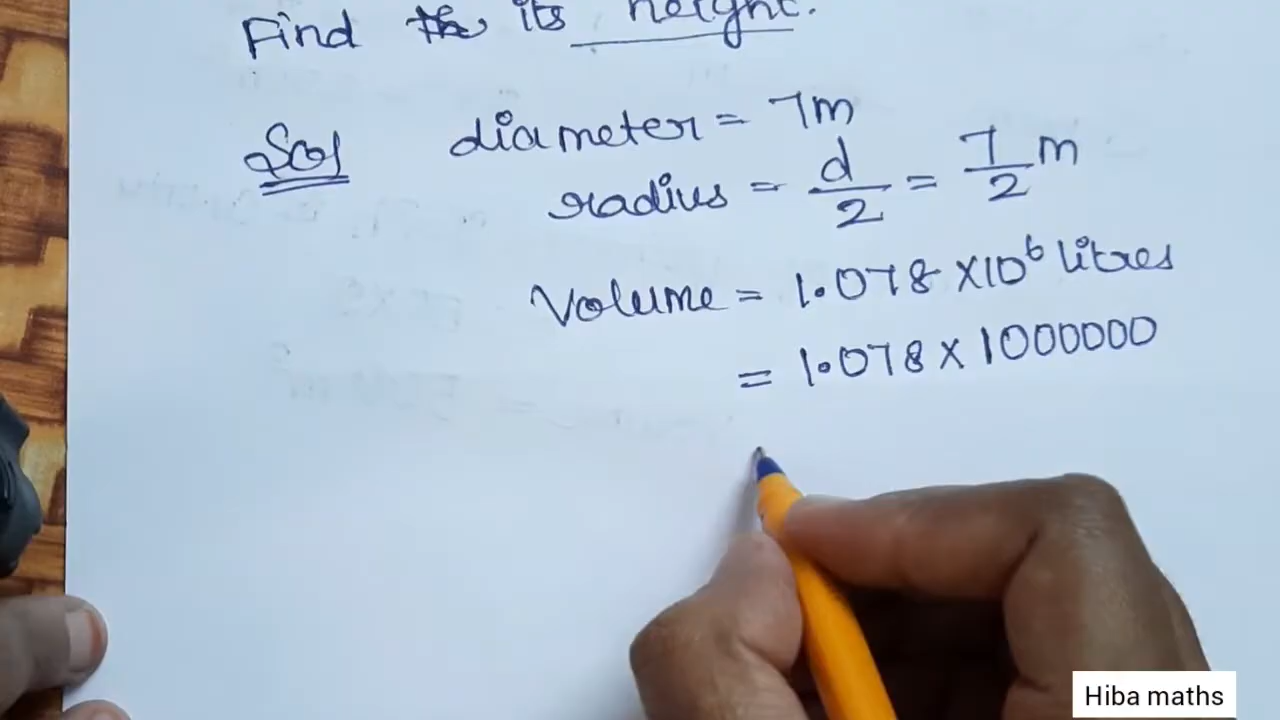 Find the its height.
Sol diameter = 7m
radius = d/2 = 7/2 m
Volume = 1.078 ×10⁶ litres
= 1.078 × 1000000
Hiba maths